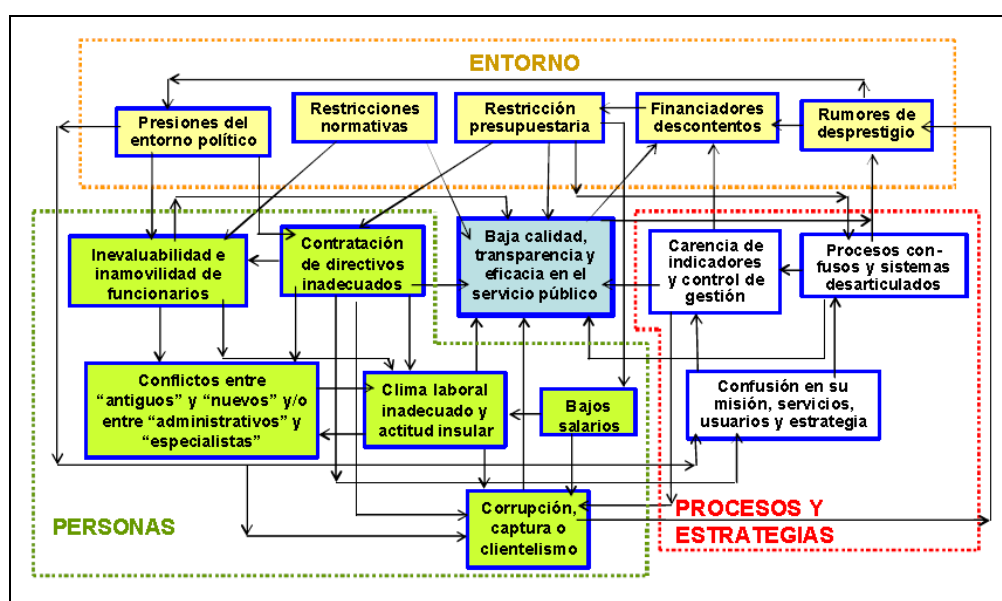 ENTORNO
Presiones del
entorno político
Restricciones
normativas
Restricción
presupuestaria
Financiadores
descontentos
Rumores de
desprestigio
Inevaluabilidad e
inamovilidad de
funcionarios
Contratación
de directivos
inadecuados
Baja calidad,
transparencia y
eficacia en el
servicio público
Carencia de
indicadores
y control de
gestión
Procesos con-
fusos y sistemas
desarticulados
Conflictos entre
“antiguos” y “nuevos” y/o
entre “administrativos” y
“especialistas”
Clima laboral
inadecuado y
actitud insular
Bajos
salarios
Confusión en su
misión, servicios,
usuarios y estrategia
PERSONAS
Corrupción,
captura o
clientelismo
PROCESOS Y
ESTRATEGIAS